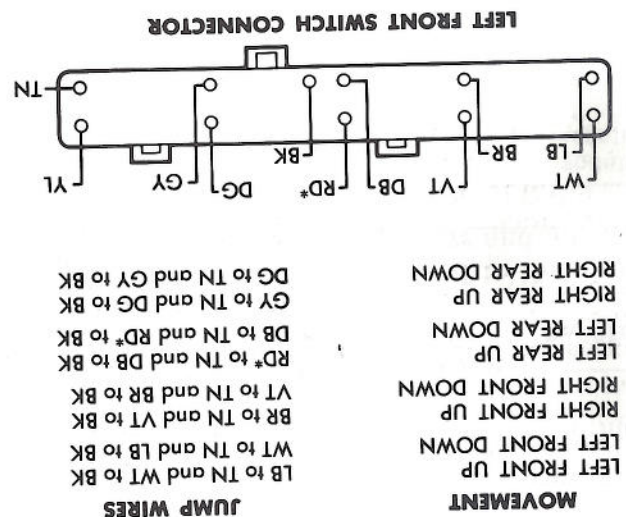 MOVEMENT JUMP WIRES
LEFT FRONT UP LB to TN and WT to BK
LEFT FRONT DOWN WT to TN and LB to BK
RIGHT FRONT UP BR to TN and VT to BK
RIGHT FRONT DOWN VT to TN and BR to BK
LEFT REAR UP RD* to TN and DB to BK
LEFT REAR DOWN DB to TN and RD* to BK
RIGHT REAR UP GY to TN and DG to BK
RIGHT REAR DOWN DG to TN and GY to BK
WT LB BR VT DB RD* BK DG GY YL
TN
LEFT FRONT SWITCH CONNECTOR